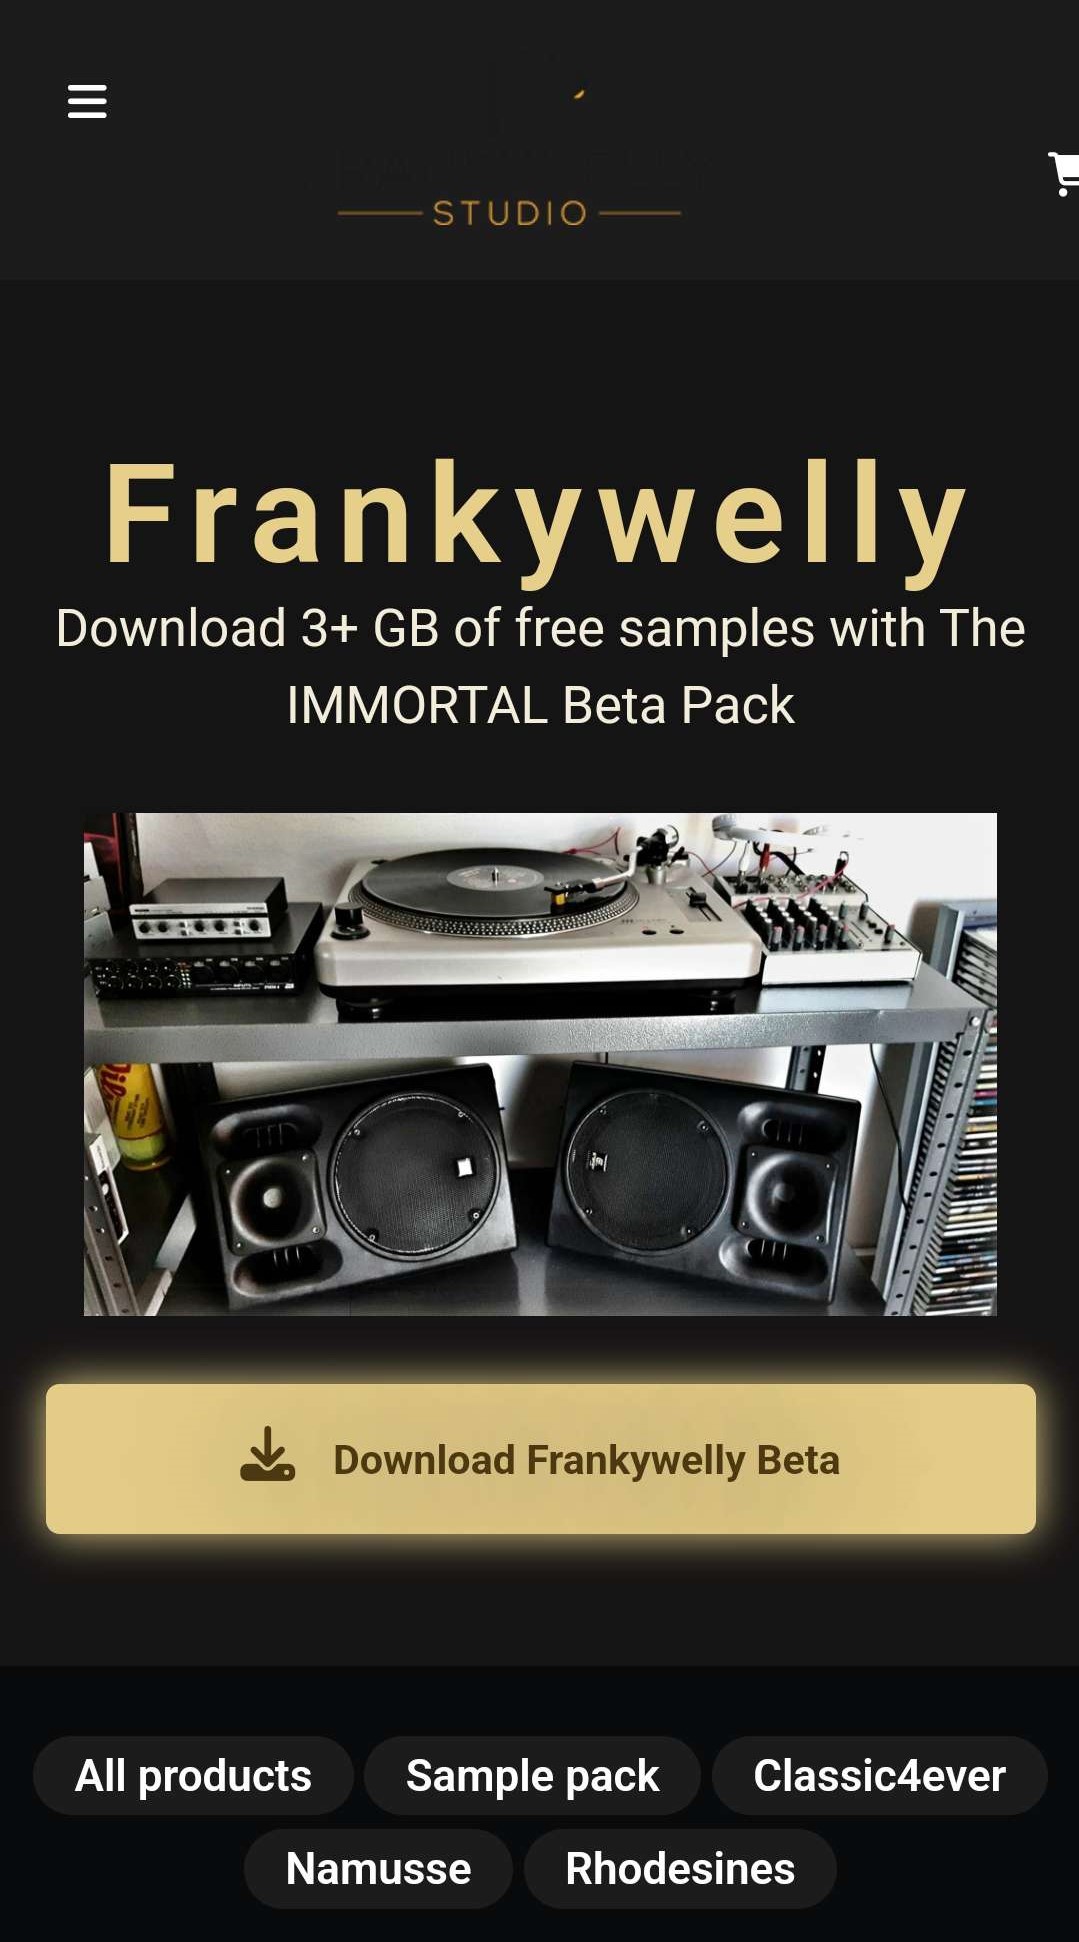 STUDIO
Frankywelly
Download 3+ GB of free samples with The
IMMORTAL Beta Pack
Download Frankywelly Beta
All products
Sample pack
Classic4ever
Namusse
Rhodesines